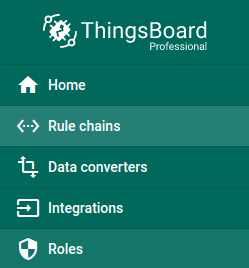 ThingsBoard
Professional
Home
Rule chains
Data converters
Integrations
Roles